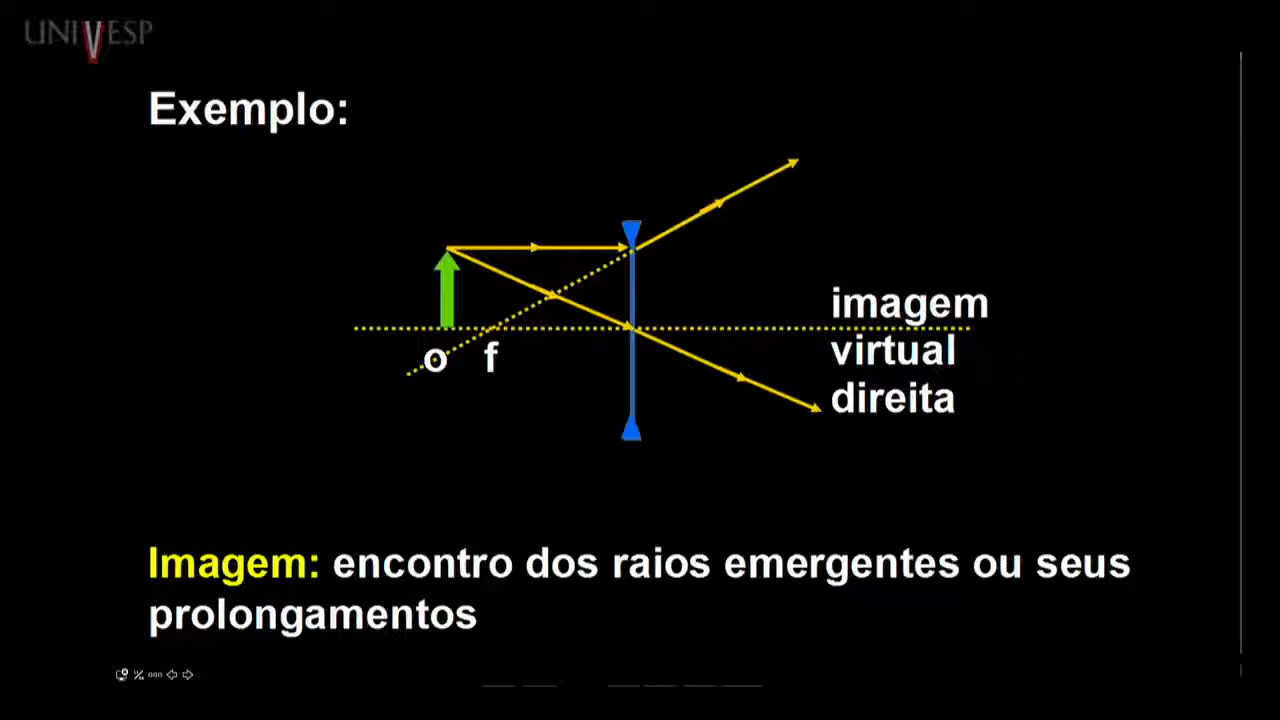 UNIVESP
Exemplo:
imagem
virtual
direita
o f
Imagem: encontro dos raios emergentes ou seus
prolongamentos